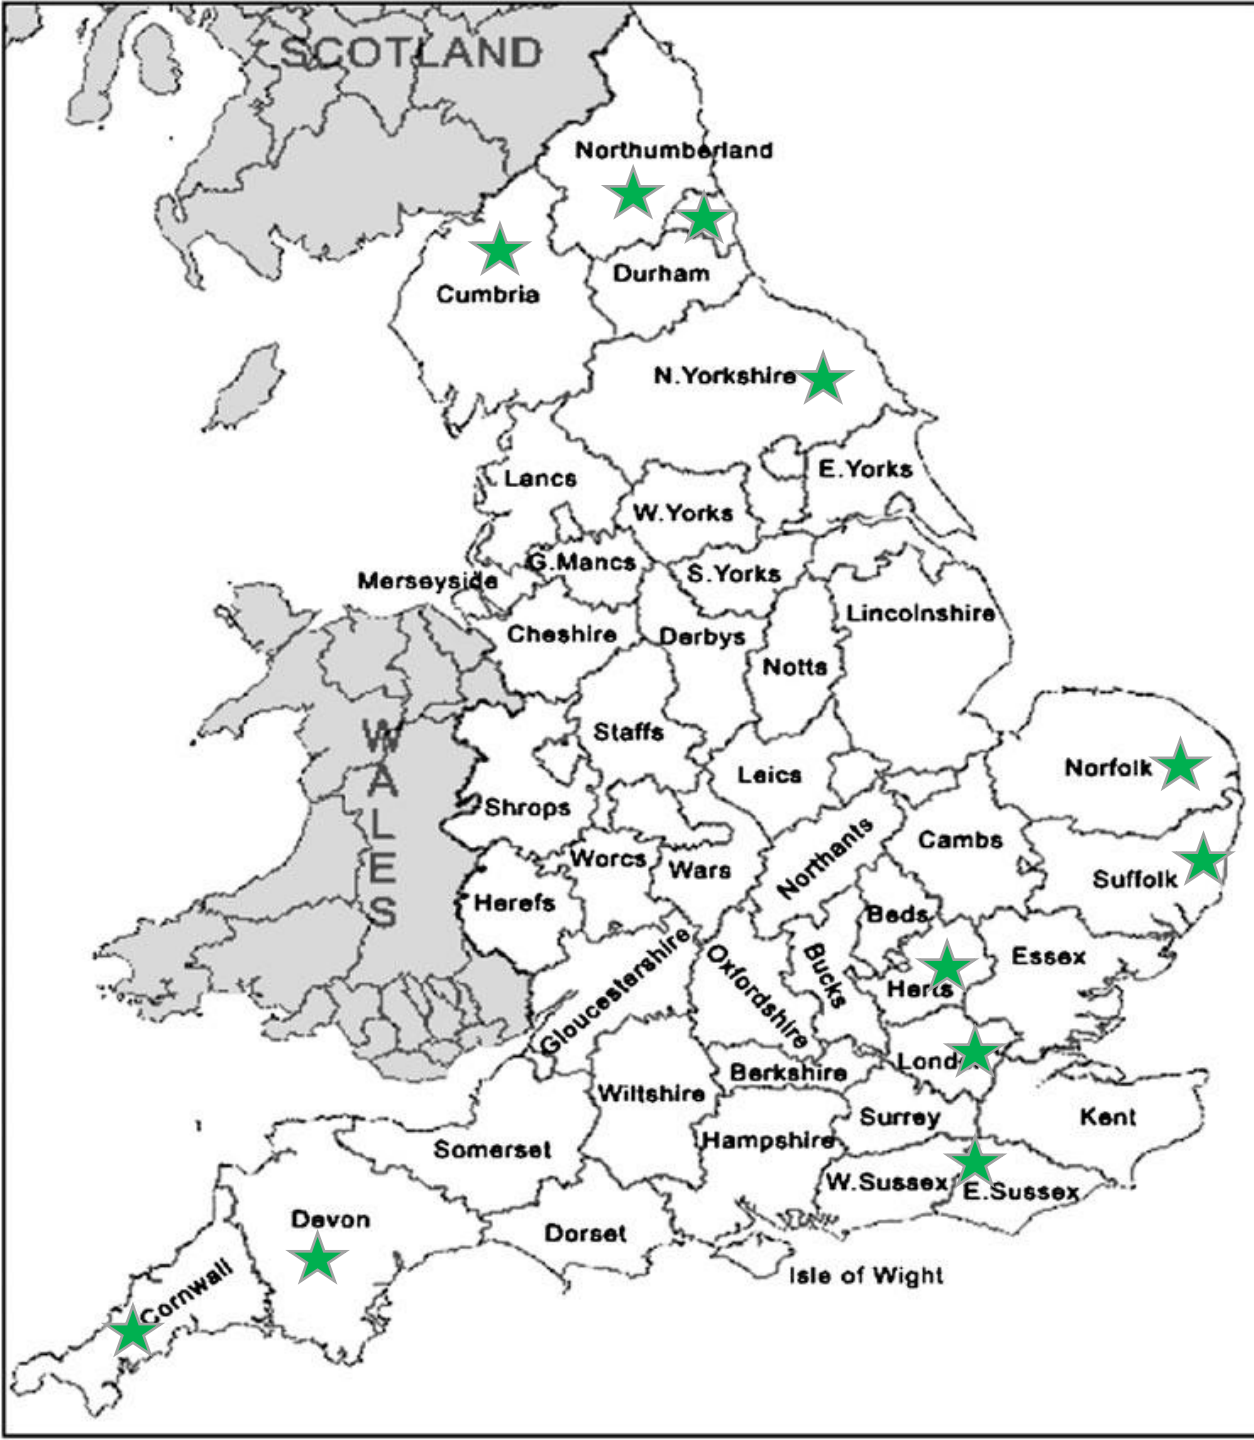 SCOTLAND
Northumberland
Durham
Cumbria
N.Yorkshire
E.Yorks
Lancs
W.Yorks
G.Mancs
S.Yorks
Merseyside
Lincolnshire
Cheshire
Derbys
Notts
WALES
Staffs
Norfolk
Leics
Shrops
Northants
Cambs
Worcs
Wars
Suffolk
Herefs
Beds
Gloucestershire
Oxfordshire
Bucks
Essex
Herts
Lond
Berkshire
Wiltshire
Surrey
Kent
Hampshire
Somerset
W.Sussex
E.Sussex
Devon
Dorset
Isle of Wight
Cornwall